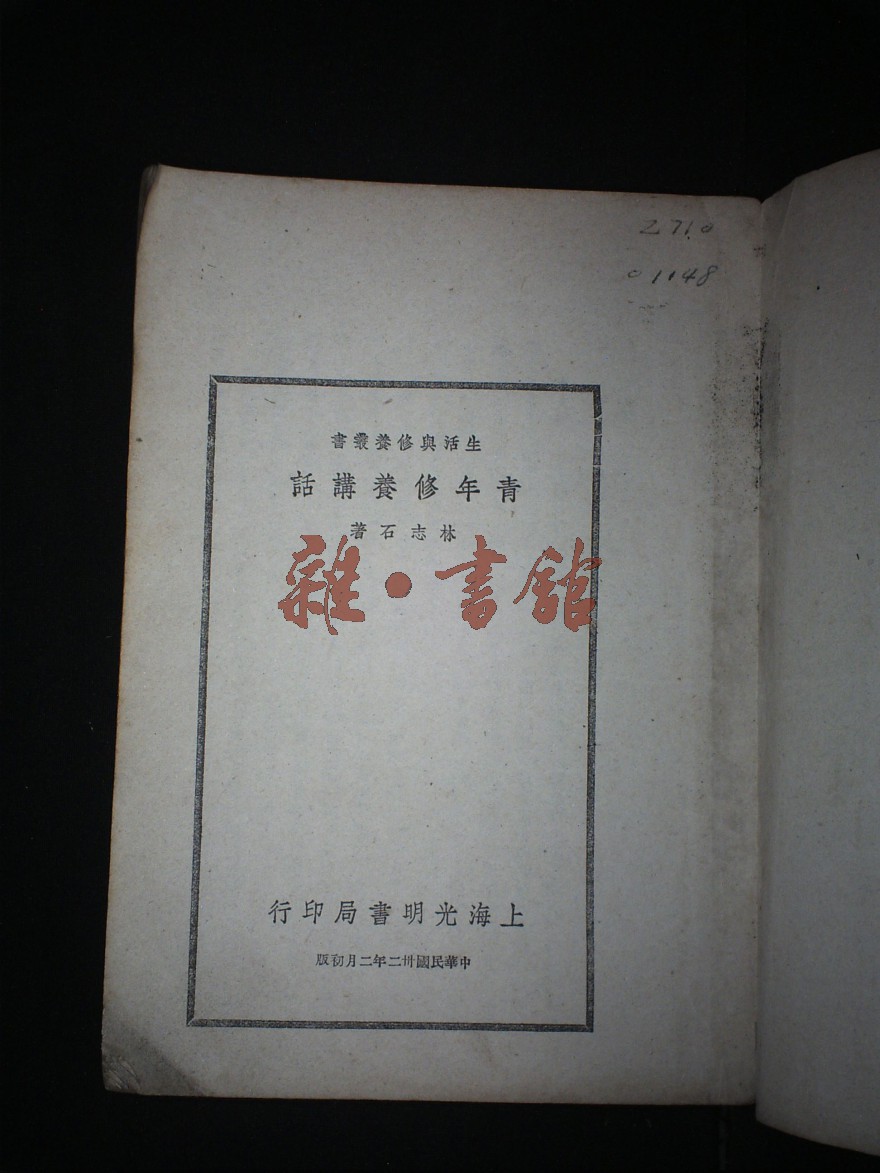 Z710
01148
生活與修養叢書
青年修養講話
林志石著
雜·書館
上海光明書局印行
中華民國卅二年二月初版